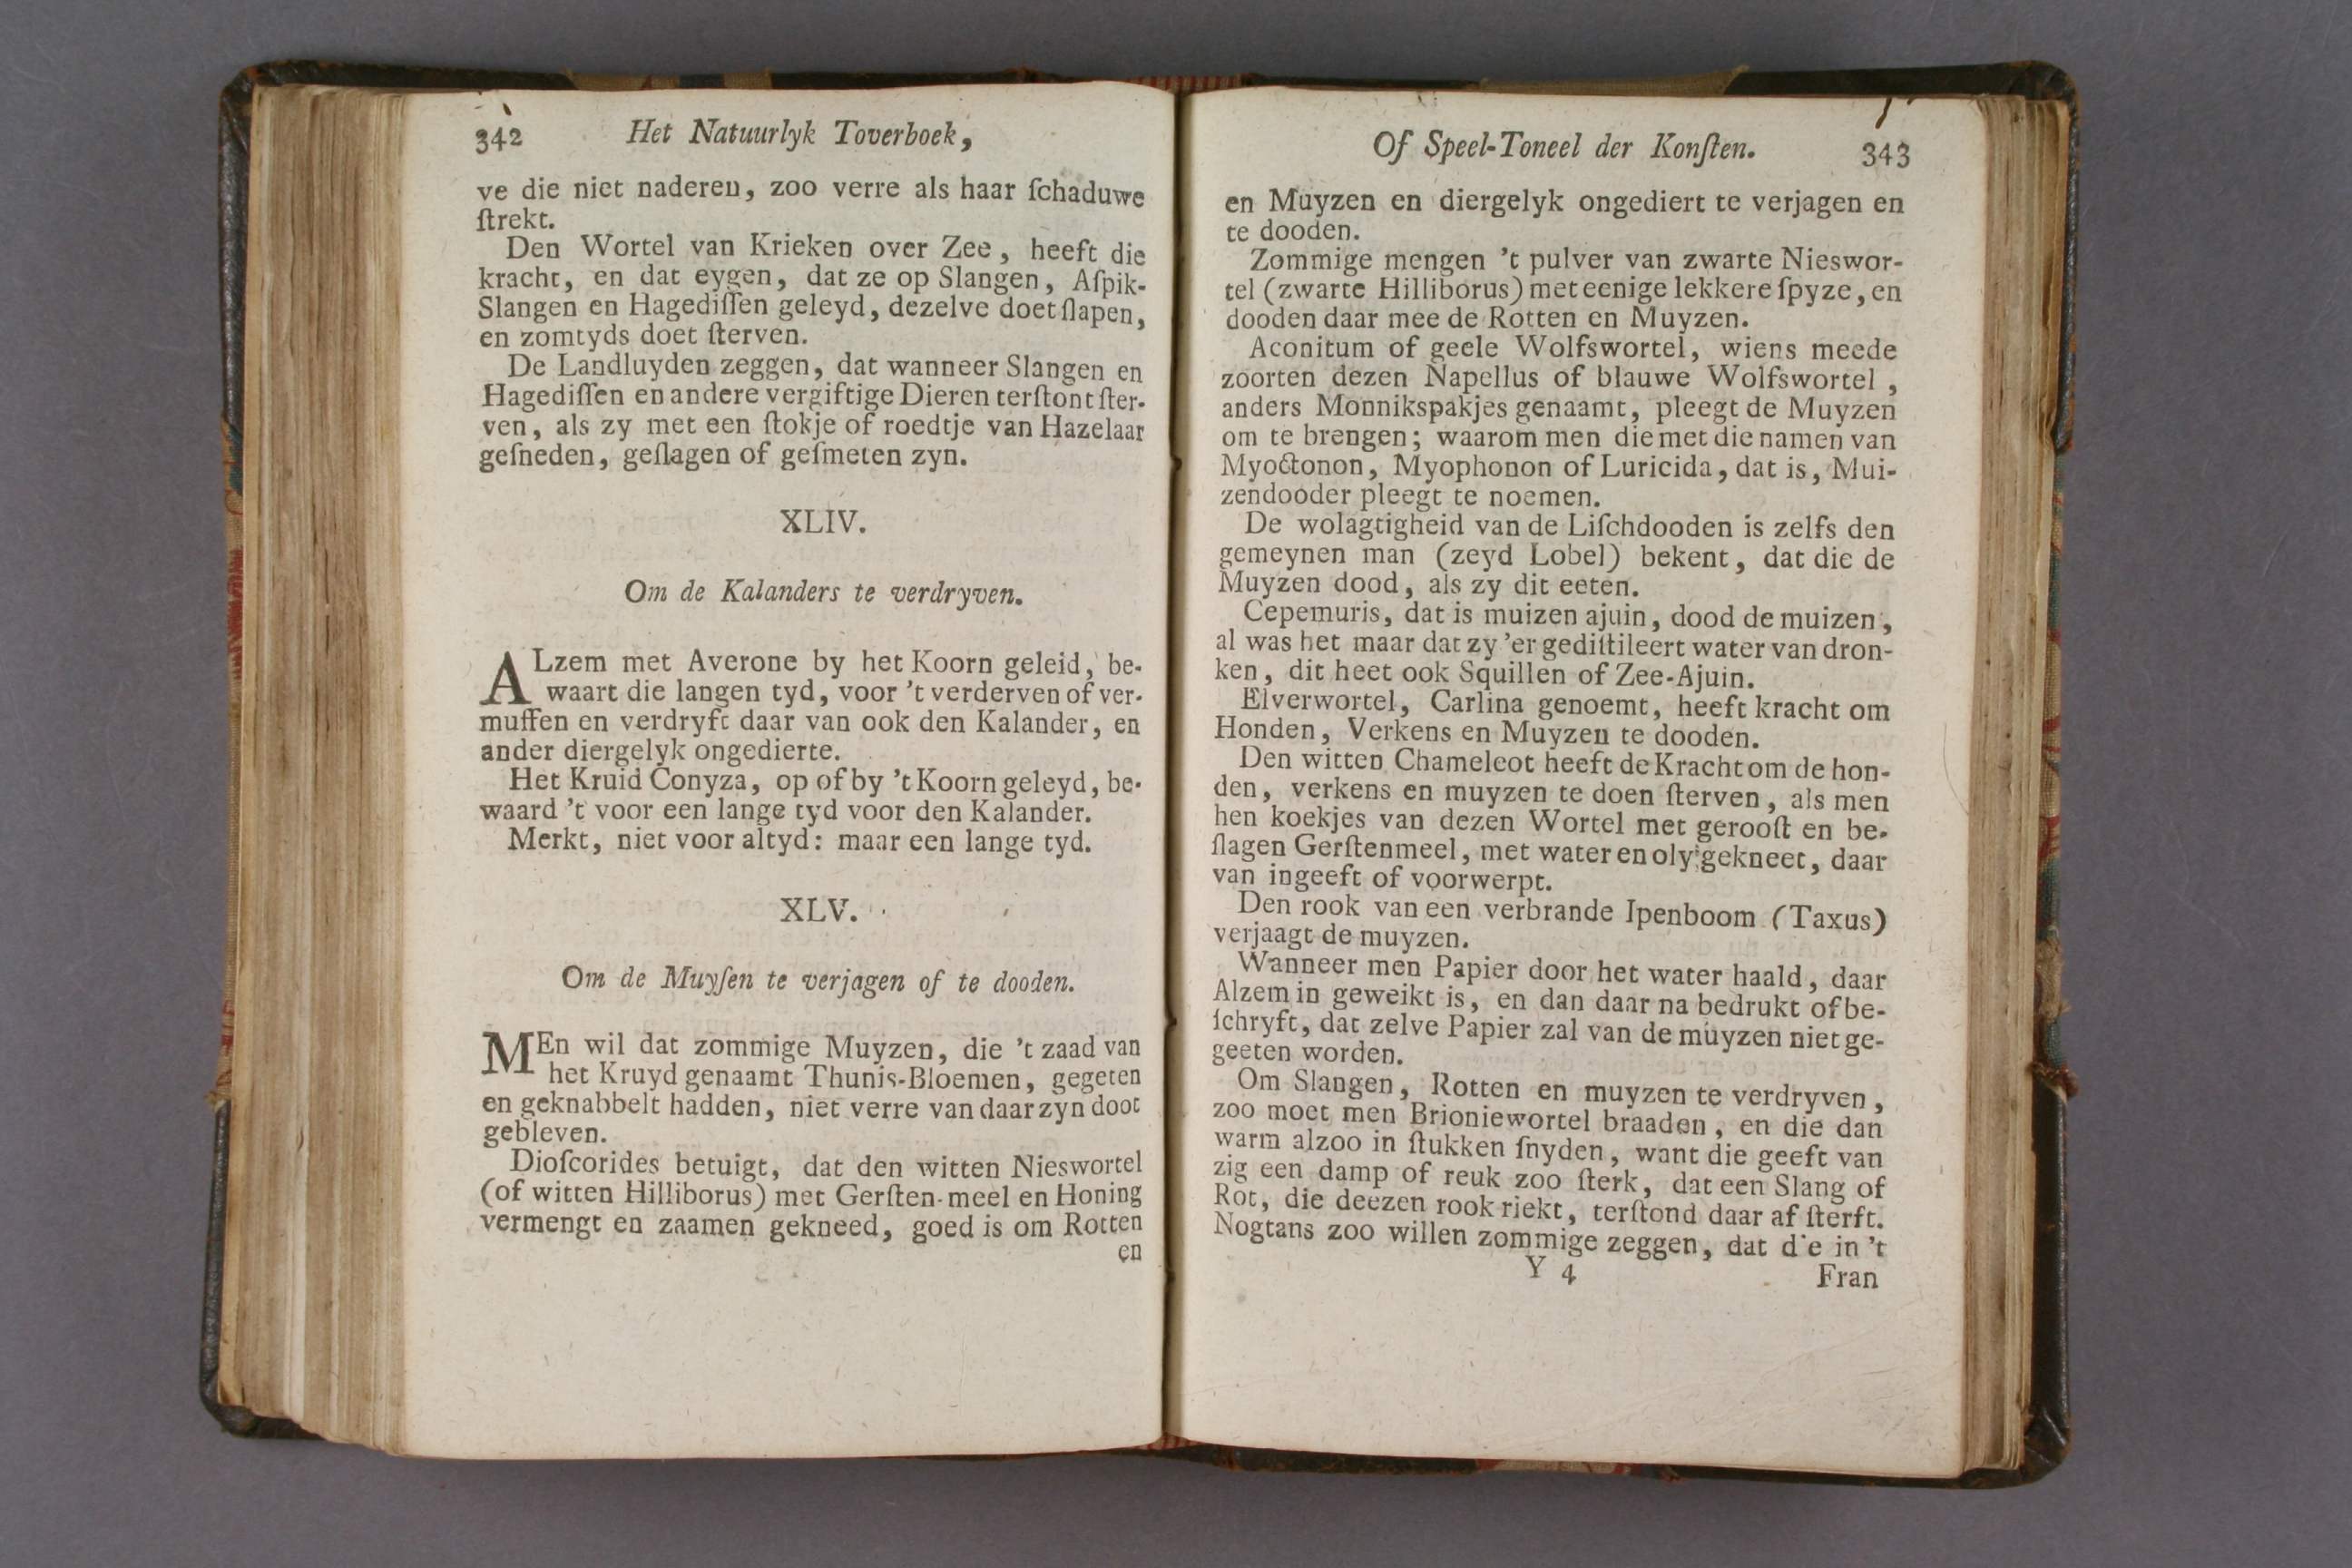 342 Het Natuurlyk Toverboek,
ve die niet naderen, zoo verre als haar ſchaduwe
ſtrekt.
Den Wortel van Krieken over Zee, heeft die
kracht, en dat eygen, dat ze op Slangen, Aſpik-
Slangen en Hagediſſen geleyd, dezelve doet ſlapen,
en zomtyds doet ſterven.
De Landluyden zeggen, dat wanneer Slangen en
Hagediſſen en andere vergiftige Dieren terſtont ſter-
ven, als zy met een ſtokje of roedtje van Hazelaar
geſneden, geſlagen of geſmeten zyn.
XLIV.
Om de Kalanders te verdryven.
ALzem met Averone by het Koorn geleid, be-
waart die langen tyd, voor 't verderven of ver-
muffen en verdryft daar van ook den Kalander, en
ander diergelyk ongedierte.
Het Kruid Conyza, op of by 't Koorn geleyd, be-
waard 't voor een lange tyd voor den Kalander.
Merkt, niet voor altyd: maar een lange tyd.
XLV.
Om de Muyſen te verjagen of te dooden.
MEn wil dat zommige Muyzen, die 't zaad van
het Kruyd genaamt Thunis-Bloemen, gegeten
en geknabbelt hadden, niet verre van daar zyn doot
gebleven.
Dioſcorides betuigt, dat den witten Nieswortel
(of witten Hilliborus) met Gerſten-meel en Honing
vermengt en zaamen gekneed, goed is om Rotten
en
Of Speel-Toneel der Konſten. 343
en Muyzen en diergelyk ongediert te verjagen en
te dooden.
Zommige mengen 't pulver van zwarte Nieswor-
tel (zwarte Hilliborus) met eenige lekkere ſpyze, en
dooden daar mee de Rotten en Muyzen.
Aconitum of geele Wolfswortel, wiens meede
zoorten dezen Napellus of blauwe Wolfswortel,
anders Monnikspakjes genaamt, pleegt de Muyzen
om te brengen; waarom men die met die namen van
Myoctonon, Myophonon of Luricida, dat is, Mui-
zendooder pleegt te noemen.
De wolagtigheid van de Liſchdooden is zelfs den
gemeynen man (zeyd Lobel) bekent, dat die de
Muyzen dood, als zy dit eeten.
Cepemuris, dat is muizen ajuin, dood de muizen,
al was het maar dat zy 'er gediſtileert water van dron-
ken, dit heet ook Squillen of Zee-Ajuin.
Elverwortel, Carlina genoemt, heeft kracht om
Honden, Verkens en Muyzen te dooden.
Den witten Chameleot heeft de Kracht om de hon-
den, verkens en muyzen te doen ſterven, als men
hen koekjes van dezen Wortel met gerooſt en be-
ſlagen Gerſtenmeel, met water en oly gekneet, daar
van ingeeft of voorwerpt.
Den rook van een verbrande Ipenboom (Taxus)
verjaagt de muyzen.
Wanneer men Papier door het water haald, daar
Alzem in geweikt is, en dan daar na bedrukt of be-
ſchryft, dat zelve Papier zal van de muyzen niet ge-
geeten worden.
Om Slangen, Rotten en muyzen te verdryven,
zoo moet men Brioniewortel braaden, en die dan
warm alzoo in ſtukken ſnyden, want die geeft van
zig een damp of reuk zoo ſterk, dat een Slang of
Rot, die deezen rook riekt, terſtond daar af ſterft.
Nogtans zoo willen zommige zeggen, dat die in 't
Y 4 Fran